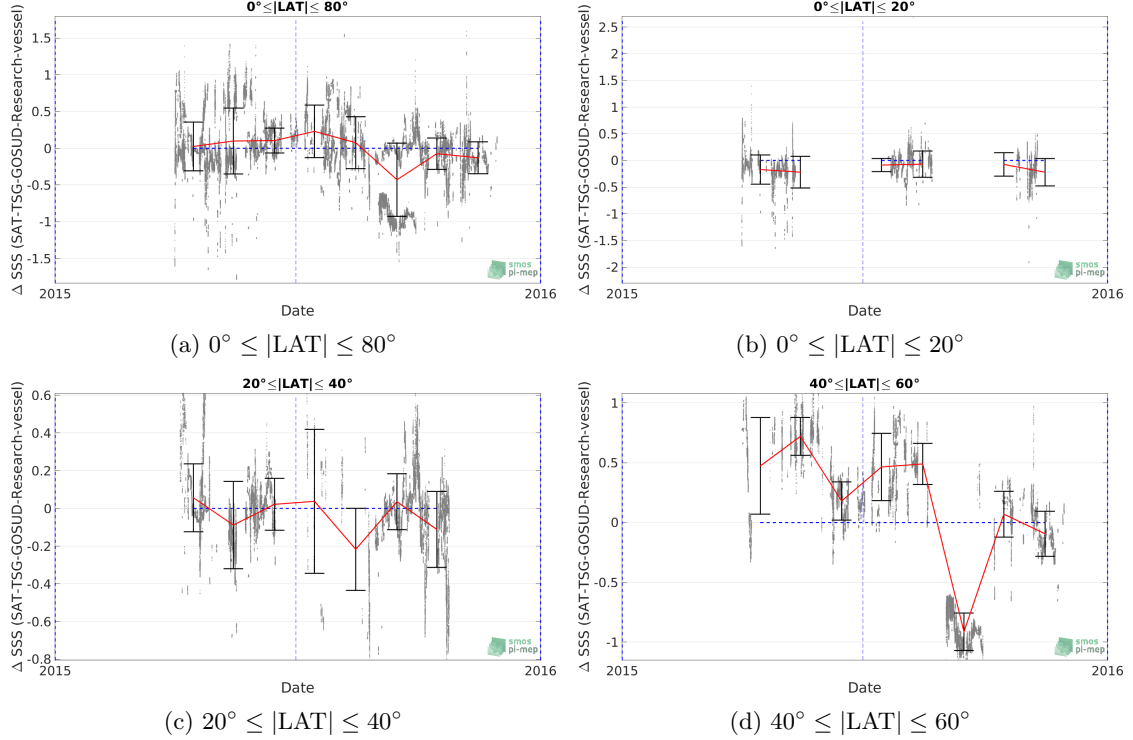 0°≤|LAT|≤ 80°
Δ SSS (SAT-TSG-GOSUD-Research-vessel)
1.5
1
0.5
0
-0.5
-1
-1.5
2015
2016
Date
smos
pi-mep
(a) 0° ≤ |LAT| ≤ 80°
0°≤|LAT|≤ 20°
Δ SSS (SAT-TSG-GOSUD-Research-vessel)
2.5
2
1.5
1
0.5
0
-0.5
-1
-1.5
-2
2015
2016
Date
smos
pi-mep
(b) 0° ≤ |LAT| ≤ 20°
20°≤|LAT|≤ 40°
Δ SSS (SAT-TSG-GOSUD-Research-vessel)
0.6
0.4
0.2
0
-0.2
-0.4
-0.6
-0.8
2015
2016
Date
smos
pi-mep
(c) 20° ≤ |LAT| ≤ 40°
40°≤|LAT|≤ 60°
Δ SSS (SAT-TSG-GOSUD-Research-vessel)
1
0.5
0
-0.5
-1
2015
2016
Date
smos
pi-mep
(d) 40° ≤ |LAT| ≤ 60°